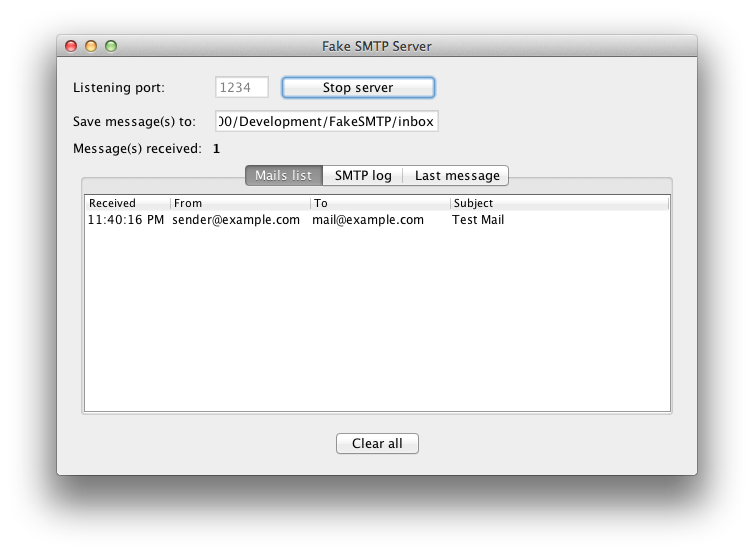 Fake SMTP Server
Listening port: 1234 Stop server
Save message(s) to: 00/Development/FakeSMTP/inbox
Message(s) received: 1
Mails list SMTP log Last message
Received From To Subject
11:40:16 PM sender@example.com mail@example.com Test Mail
Clear all